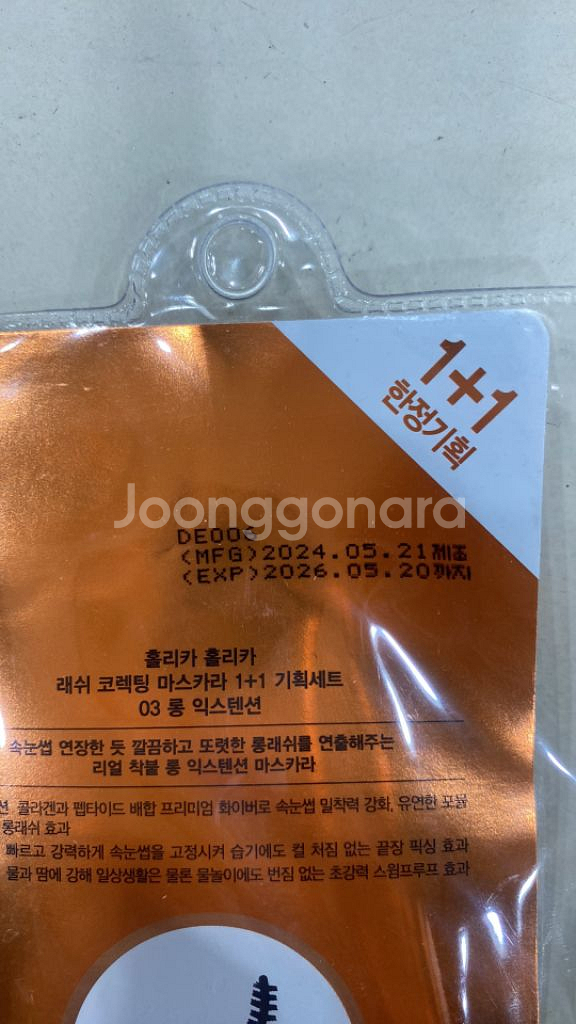 1+1
한정기획
Joonggonara
(MFG)2024.05.21제조
(EXP)2026.05.20까지
홀리카 홀리카
래쉬 코렉팅 마스카라 1+1 기획세트
03 롱 익스텐션
속눈썹 연장한 듯 깔끔하고 또렷한 롱래쉬를 연출해주는
리얼 착붙 롱 익스텐션 마스카라
콜라겐과 펩타이드 배합 프리미엄 화이버로 속눈썹 밀착력 강화, 유연한 포뮬
롱래쉬 효과
빠르고 강력하게 속눈썹을 고정시켜 습기에도 컬 처짐 없는 끝장 픽싱 효과
물과 땀에 강해 일상생활은 물론 물놀이에도 번짐 없는 초강력 스윔프루프 효과